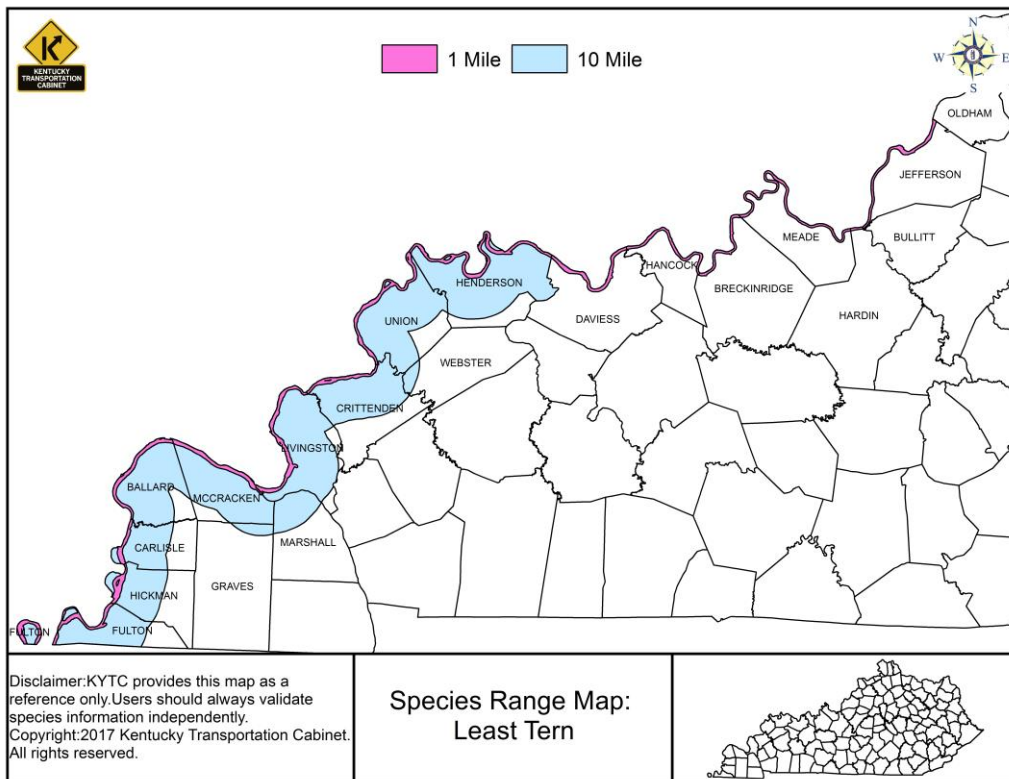 KENTUCKY
TRANSPORTATION
CABINET
1 Mile
10 Mile
N
W
E
S
OLDHAM
JEFFERSON
MEADE
BULLITT
HANCOCK
BRECKINRIDGE
HENDERSON
HARDIN
DAVIESS
UNION
WEBSTER
CRITTENDEN
LIVINGSTON
BALLARD
MCCRACKEN
MARSHALL
CARLISLE
GRAVES
HICKMAN
FULTON
FULTON
Disclaimer:KYTC provides this map as a
reference only.Users should always validate
species information independently.
Copyright:2017 Kentucky Transportation Cabinet.
All rights reserved.
Species Range Map:
Least Tern